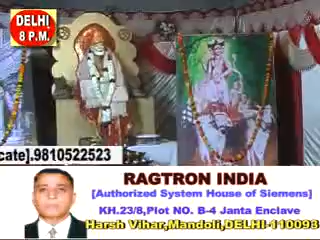 DELHI
8 P.M.
cate],9810522523
RAGTRON INDIA
[Authorized System House of Siemens]
KH.23/8,Plot NO. B-4 Janta Enclave
Harsh Vihar,Mandoli,DELHI-110093